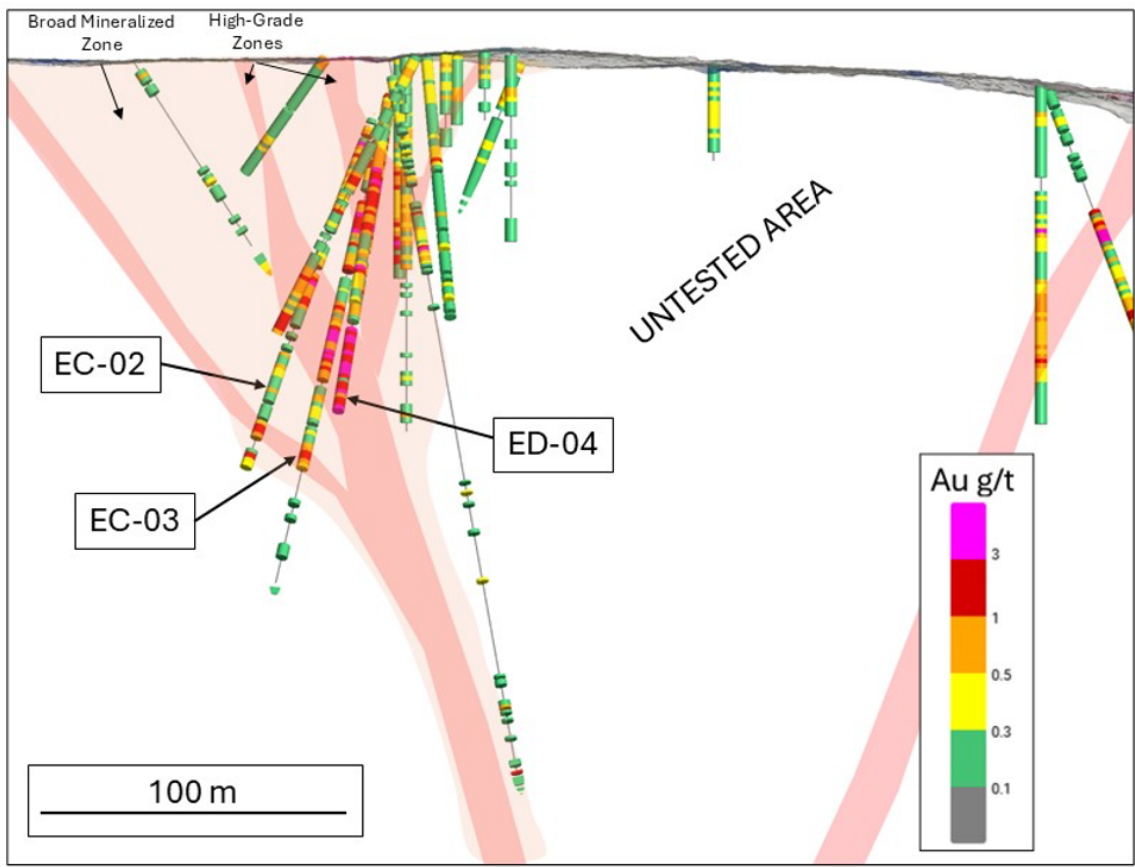 Broad Mineralized
Zone
High-Grade
Zones
UNTESTED AREA
EC-02
ED-04
EC-03
Au g/t
3
1
0.5
0.3
0.1
100 m